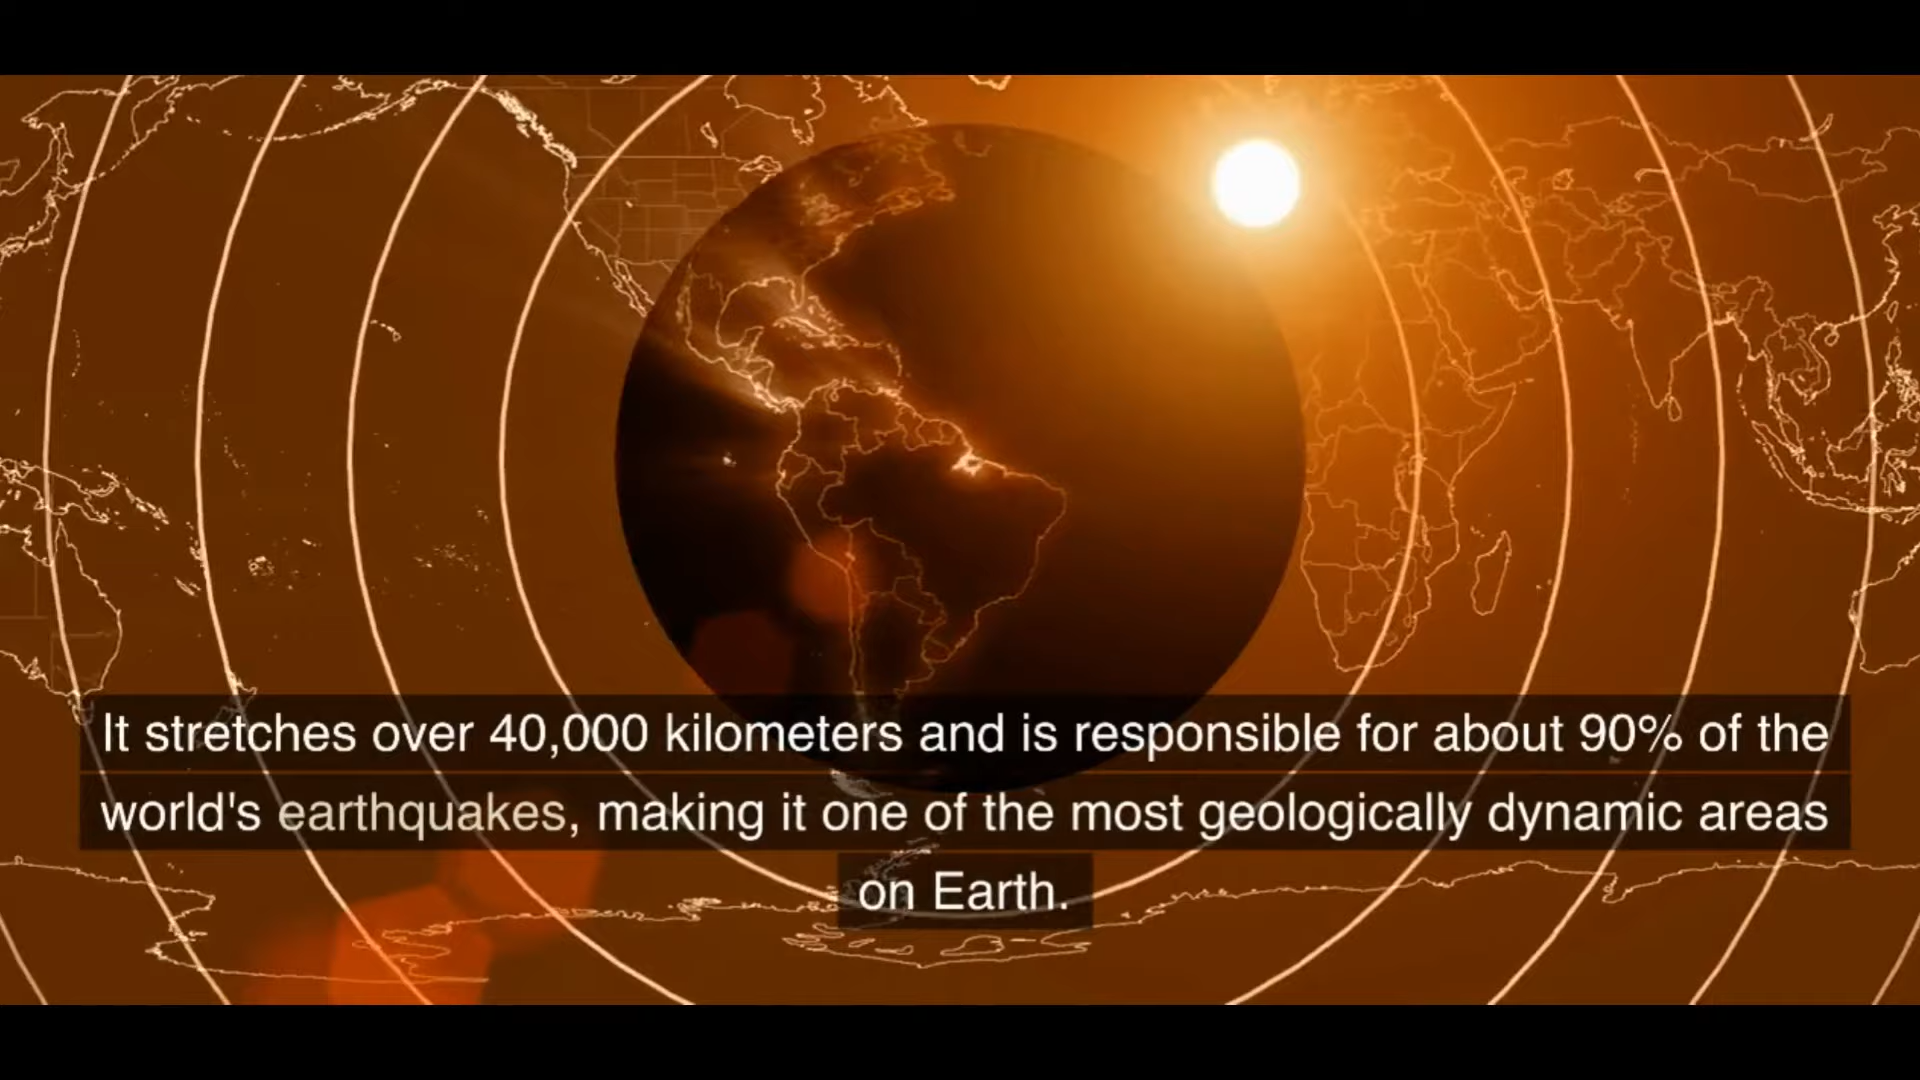 It stretches over 40,000 kilometers and is responsible for about 90% of the
world's earthquakes, making it one of the most geologically dynamic areas
on Earth.